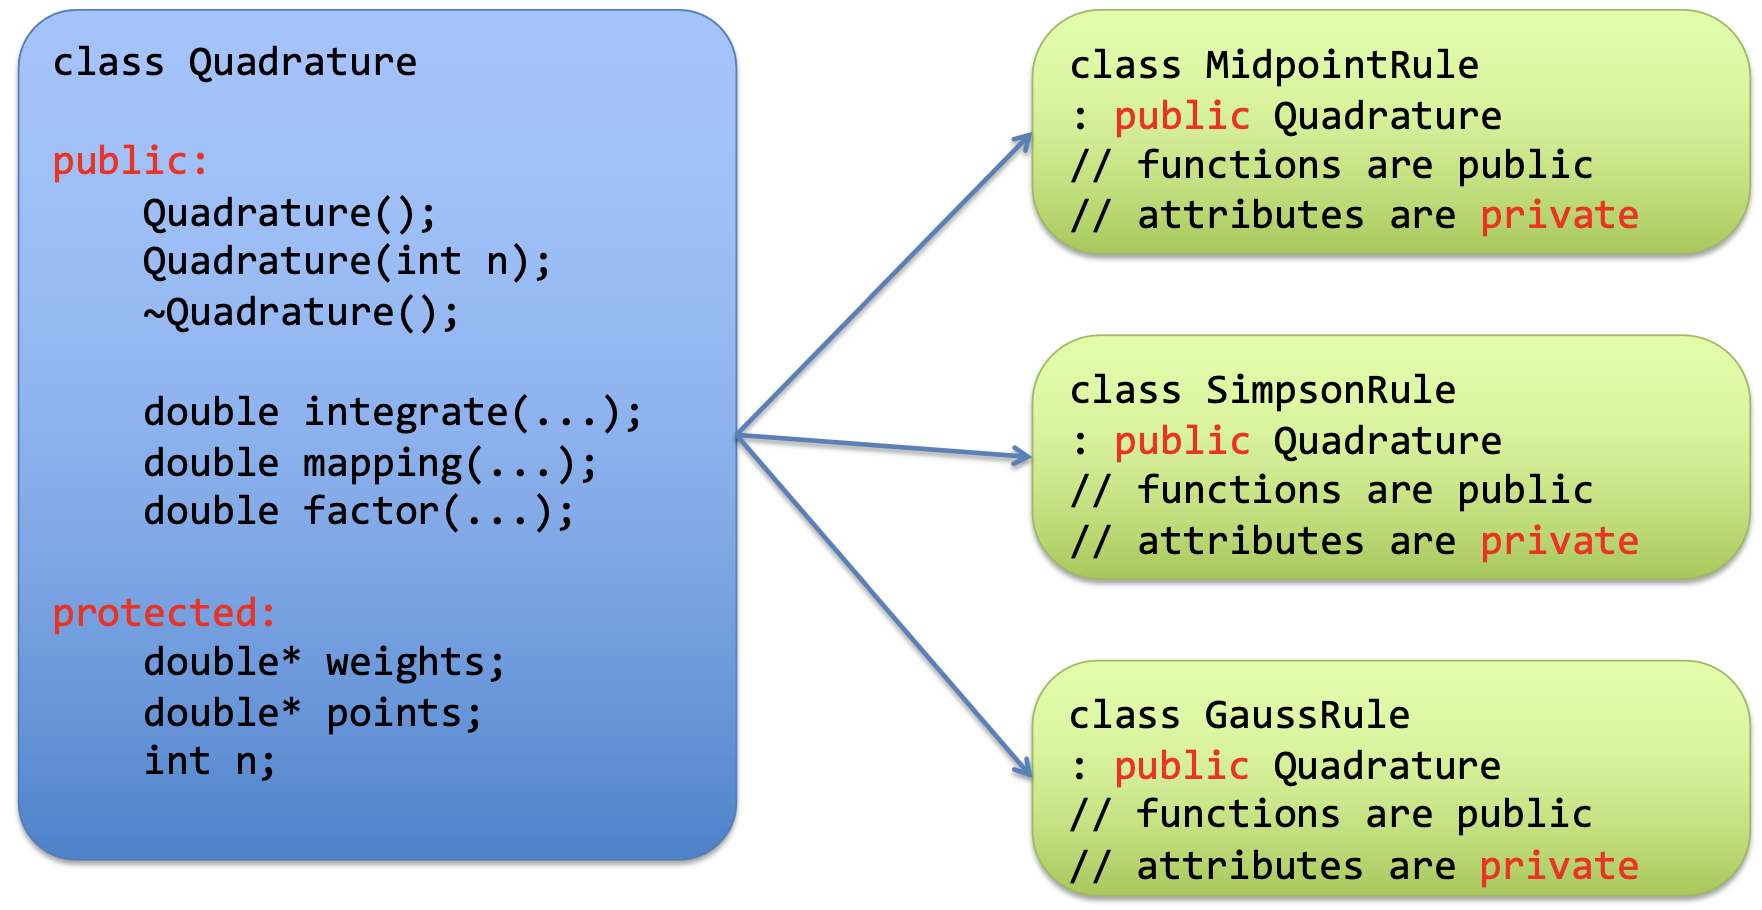 class Quadrature
public:
Quadrature();
Quadrature(int n);
~Quadrature();
double integrate(...);
double mapping(...);
double factor(...);
protected:
double* weights;
double* points;
int n;
class MidpointRule
: public Quadrature
// functions are public
// attributes are private
class SimpsonRule
: public Quadrature
// functions are public
// attributes are private
class GaussRule
: public Quadrature
// functions are public
// attributes are private